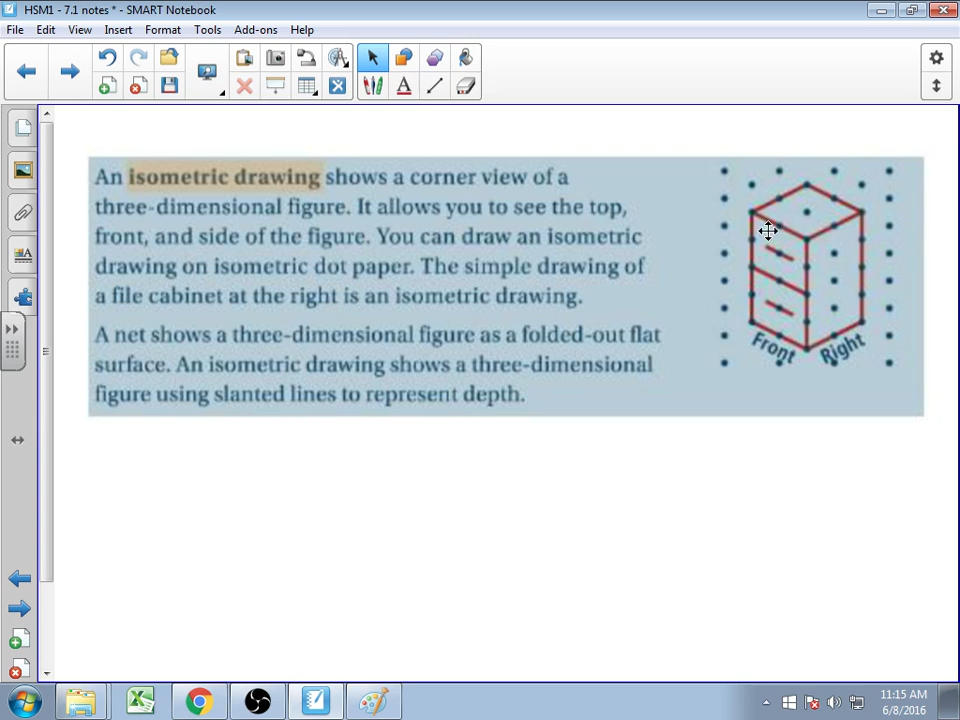 HSM1 - 7.1 notes * - SMART Notebook
File Edit View Insert Format Tools Add-ons Help
An isometric drawing shows a corner view of a
three-dimensional figure. It allows you to see the top,
front, and side of the figure. You can draw an isometric
drawing on isometric dot paper. The simple drawing of
a file cabinet at the right is an isometric drawing.
A net shows a three-dimensional figure as a folded-out flat
surface. An isometric drawing shows a three-dimensional
figure using slanted lines to represent depth.
Front Right
11:15 AM
6/8/2016